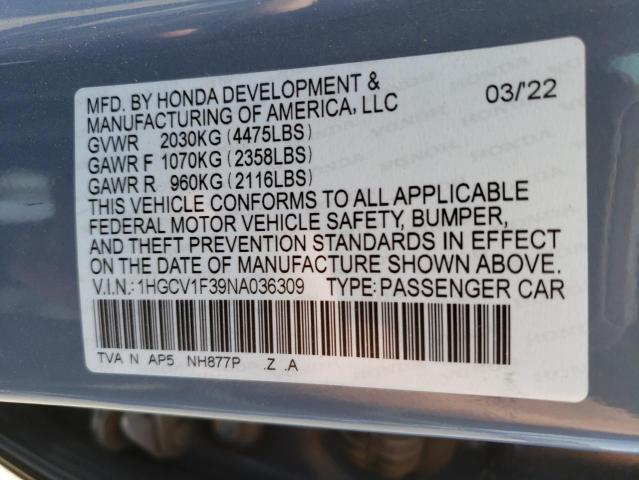 MFD. BY HONDA DEVELOPMENT &
MANUFACTURING OF AMERICA, LLC 03/'22
GVWR 2030KG (4475LBS)
GAWR F 1070KG (2358LBS)
GAWR R 960KG (2116LBS)
THIS VEHICLE CONFORMS TO ALL APPLICABLE
FEDERAL MOTOR VEHICLE SAFETY, BUMPER,
AND THEFT PREVENTION STANDARDS IN EFFECT
ON THE DATE OF MANUFACTURE SHOWN ABOVE.
V.I.N.:1HGCV1F39NA036309 TYPE:PASSENGER CAR
TVA N AP5 NH877P .Z .A